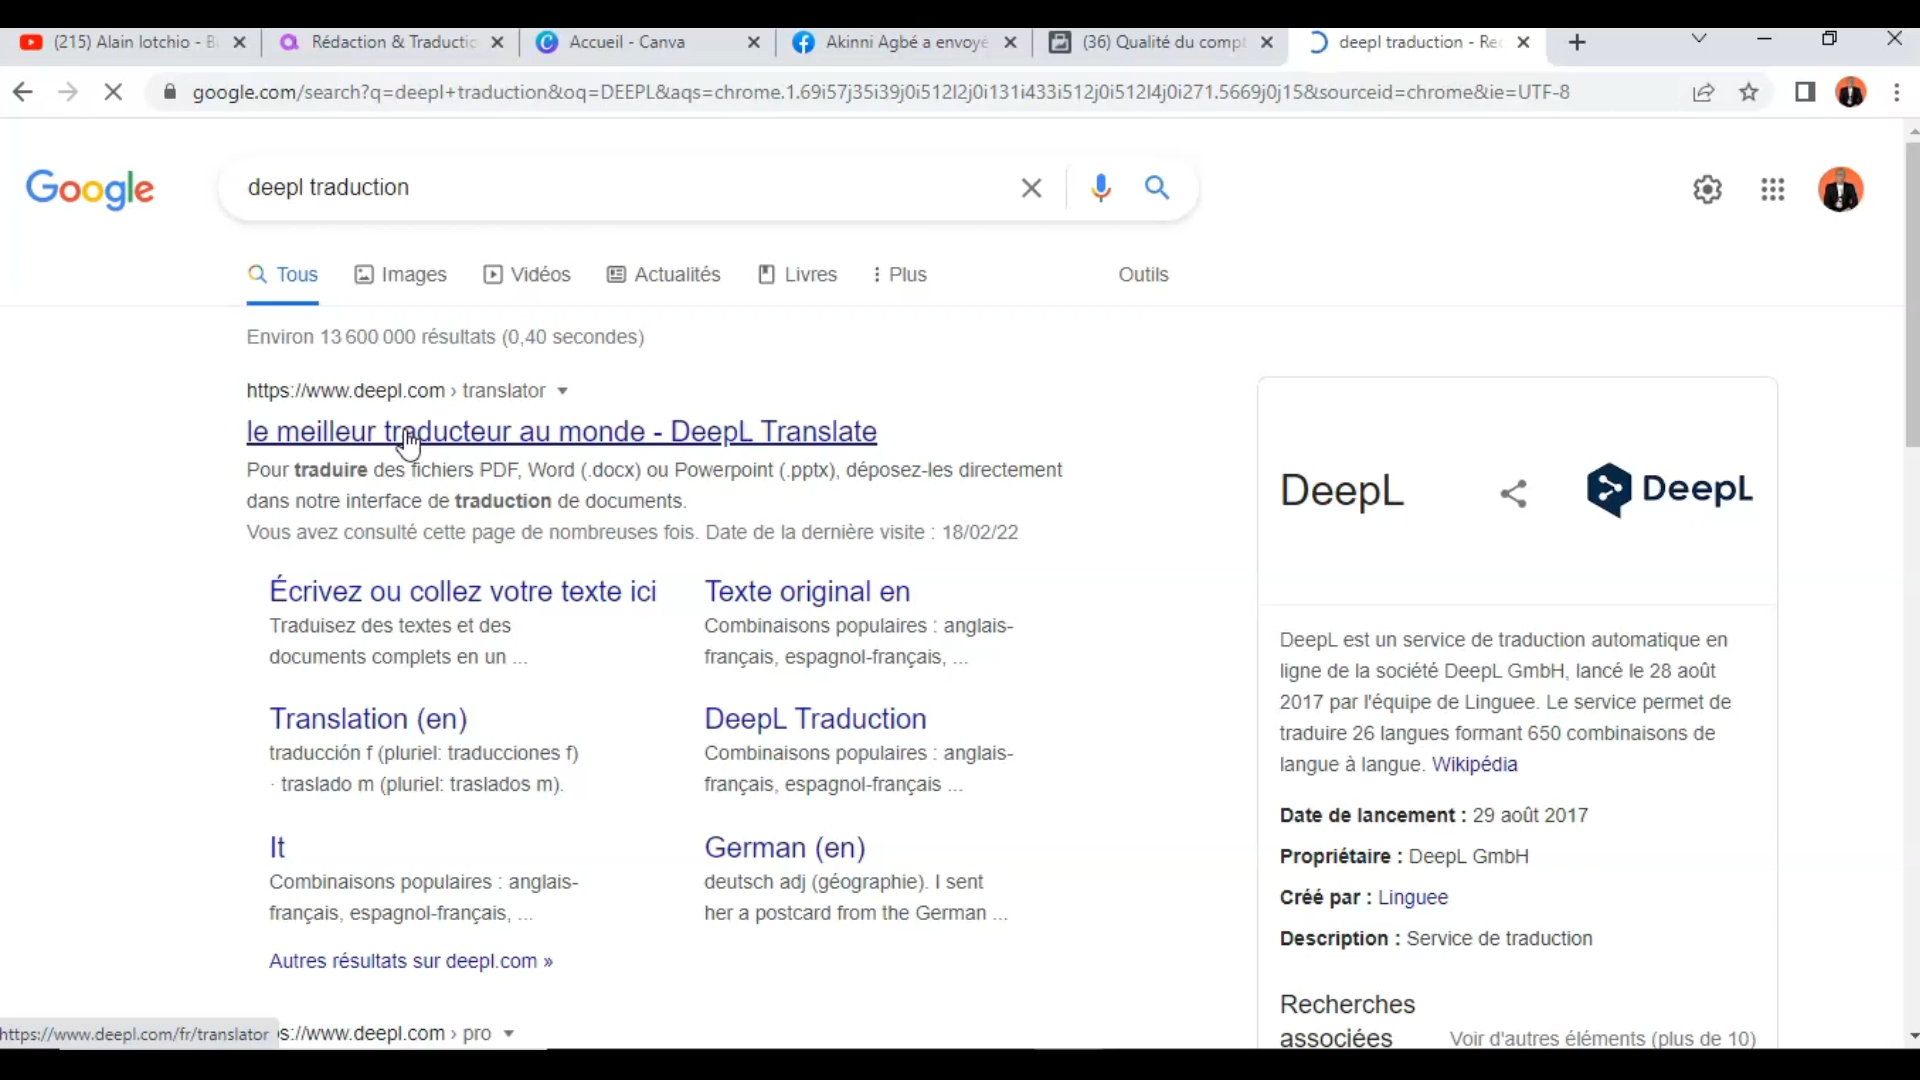 (215) Alain lotchio - B
Rédaction & Traductio
Accueil - Canva
Akinni Agbé a envoyé
(36) Qualité du compt
deepl traduction - Rec
google.com/search?q=deepl+traduction&oq=DEEPL&aqs=chrome.1.69i57j35i39j0i512l2j0i131i433i512j0i512l4j0i271.5669j0j15&sourceid=chrome&ie=UTF-8
Google
deepl traduction
Tous
Images
Vidéos
Actualités
Livres
Plus
Outils
Environ 13 600 000 résultats (0,40 secondes)
https://www.deepl.com › translator
le meilleur traducteur au monde - DeepL Translate
Pour traduire des fichiers PDF, Word (.docx) ou Powerpoint (.pptx), déposez-les directement
dans notre interface de traduction de documents.
Vous avez consulté cette page de nombreuses fois. Date de la dernière visite : 18/02/22
Écrivez ou collez votre texte ici
Traduisez des textes et des
documents complets en un ...
Texte original en
Combinaisons populaires : anglais-
français, espagnol-français, ...
Translation (en)
traducción f (pluriel: traducciones f)
· traslado m (pluriel: traslados m).
DeepL Traduction
Combinaisons populaires : anglais-
français, espagnol-français ...
It
Combinaisons populaires : anglais-
français, espagnol-français, ...
German (en)
deutsch adj (géographie). I sent
her a postcard from the German ...
Autres résultats sur deepl.com »
https://www.deepl.com/fr/translator
s://www.deepl.com › pro
DeepL
DeepL
DeepL est un service de traduction automatique en
ligne de la société DeepL GmbH, lancé le 28 août
2017 par l'équipe de Linguee. Le service permet de
traduire 26 langues formant 650 combinaisons de
langue à langue. Wikipédia
Date de lancement : 29 août 2017
Propriétaire : DeepL GmbH
Créé par : Linguee
Description : Service de traduction
Recherches
associées
Voir d'autres éléments (plus de 10)